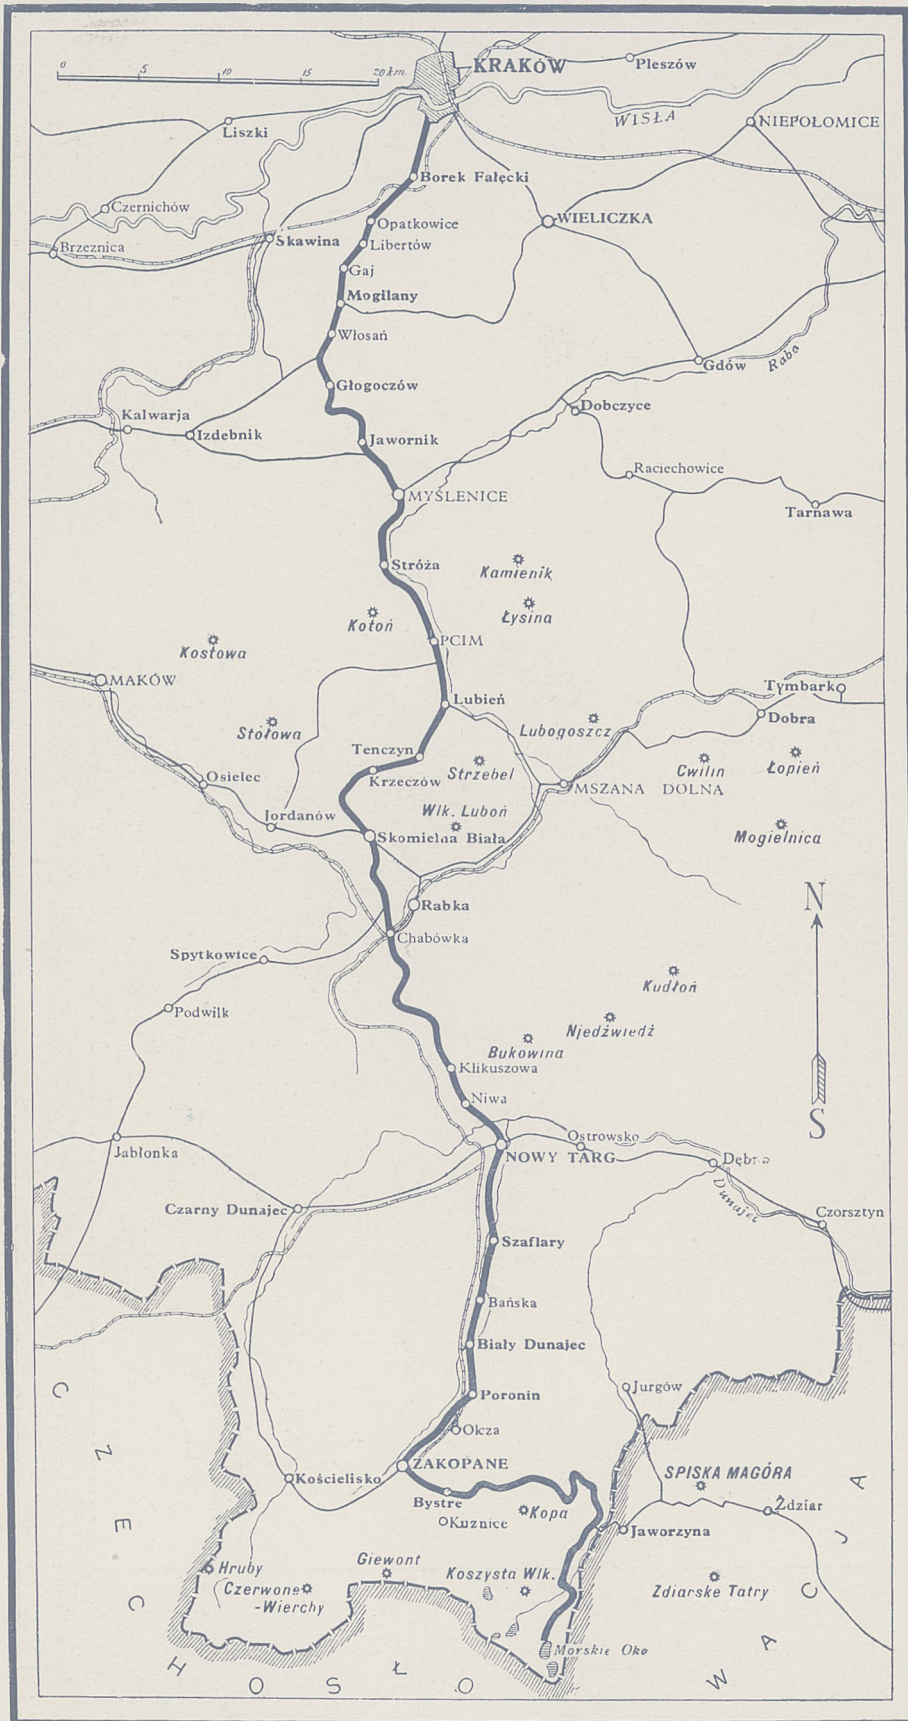 0 5 10 15 20 km.
KRAKÓW
Pleszów
WISŁA
NIEPOŁOMICE
Liszki
Borek Fałęcki
Czernichów
Opatkowice
WIELICZKA
Skawina
Libertów
Brzeznica
Gaj
Mogilany
Włosań
Raba
Gdów
Głogoczów
Dobczyce
Kalwarja
Izdebnik
Jawornik
Raciechowice
MYŚLENICE
Tarnawa
Stróża
Kamienik
Łysina
Kotoń
PCIM
Kostowa
MAKÓW
Tymbark
Lubień
Dobra
Stołowa
Lubogoszcz
Tenczyn
Strzebel
Cwilin
Łopień
Osielec
Krzeczów
MSZANA DOLNA
Jordanów
Wlk. Luboń
Skomielna Biała
Mogielnica
N
Rabka
Chabówka
Spytkowice
Kudłoń
Podwilk
Njedźwiedź
Bukowina
Klikuszowa
Niwa
S
Ostrowsko
Jabłonka
NOWY TARG
Dunajec
Czarny Dunajec
Czorsztyn
Szaflary
Bańska
Biały Dunajec
Jurgów
Poronin
Okza
ZAKOPANE
SPISKA MAGÓRA
Kościelisko
Bystre
Kopa
Ździar
Kuznice
Jaworzyna
Giewont
Hruby
Koszysta Wlk.
Czerwone
-Wierchy
Zdiarske Tatry
Morskie Oko
CZECHOSŁOWACJA